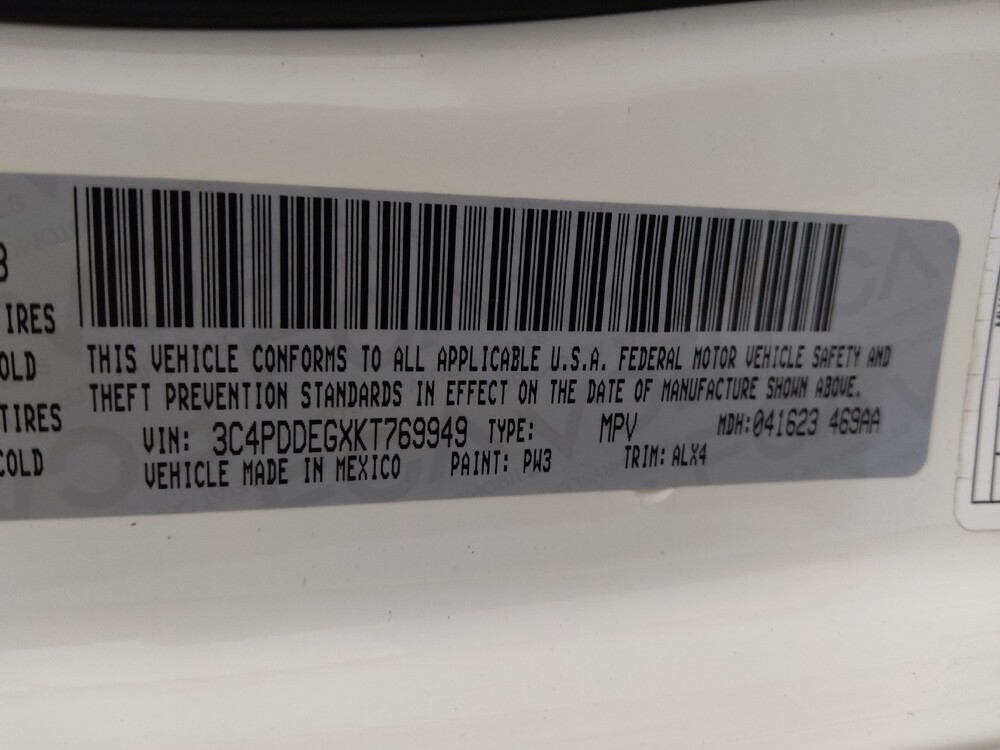 3
IRES
OLD
TIRES
COLD
THIS VEHICLE CONFORMS TO ALL APPLICABLE U.S.A. FEDERAL MOTOR VEHICLE SAFETY AND
THEFT PREVENTION STANDARDS IN EFFECT ON THE DATE OF MANUFACTURE SHOWN ABOVE.
VIN: 3C4PDDEGXKT769949 TYPE: MPV MDH:041623 469AA
VEHICLE MADE IN MEXICO PAINT: PW3 TRIM: ALX4